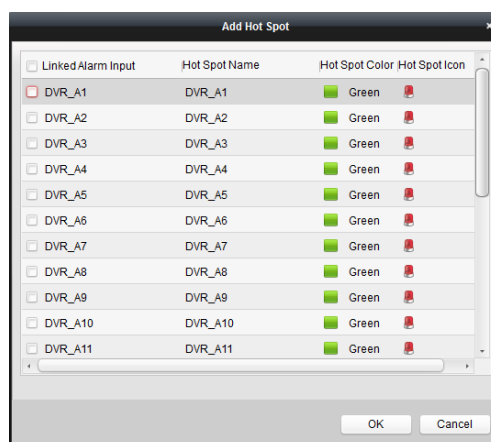 Add Hot Spot
Linked Alarm Input Hot Spot Name Hot Spot Color Hot Spot Icon
DVR_A1 DVR_A1 Green
DVR_A2 DVR_A2 Green
DVR_A3 DVR_A3 Green
DVR_A4 DVR_A4 Green
DVR_A5 DVR_A5 Green
DVR_A6 DVR_A6 Green
DVR_A7 DVR_A7 Green
DVR_A8 DVR_A8 Green
DVR_A9 DVR_A9 Green
DVR_A10 DVR_A10 Green
DVR_A11 DVR_A11 Green
OK Cancel